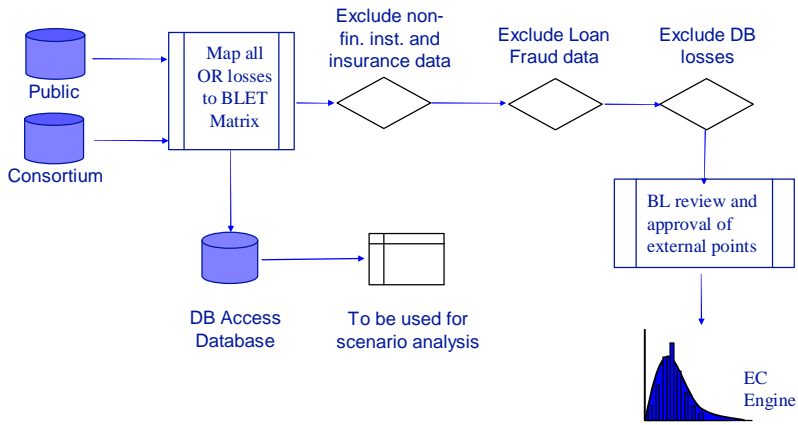 Public
Consortium
Map all
OR losses
to BLET
Matrix
Exclude non-
fin. inst. and
insurance data
Exclude Loan
Fraud data
Exclude DB
losses
BL review and
approval of
external points
DB Access
Database
To be used for
scenario analysis
EC
Engine